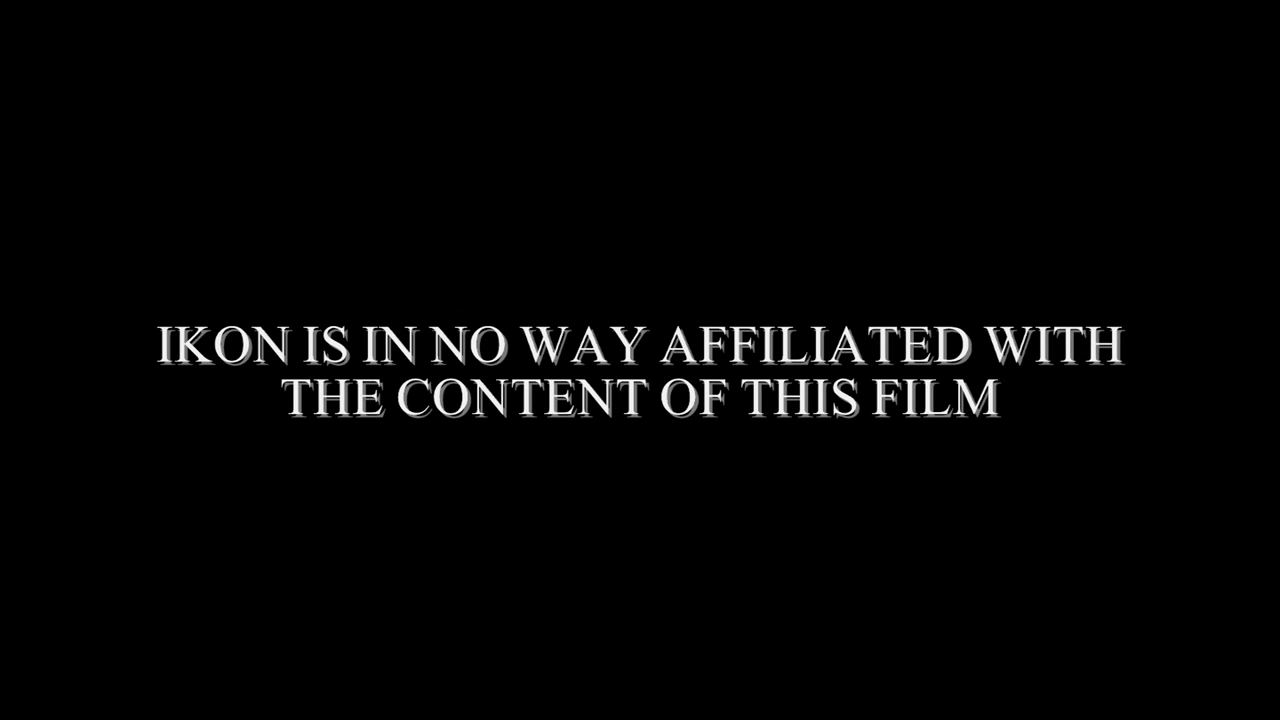 IKON IS IN NO WAY AFFILIATED WITH
THE CONTENT OF THIS FILM